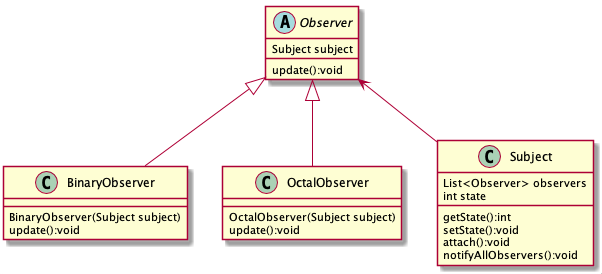 A Observer
Subject subject
update():void
C BinaryObserver
BinaryObserver(Subject subject)
update():void
C OctalObserver
OctalObserver(Subject subject)
update():void
C Subject
List<Observer> observers
int state
getState():int
setState():void
attach():void
notifyAllObservers():void